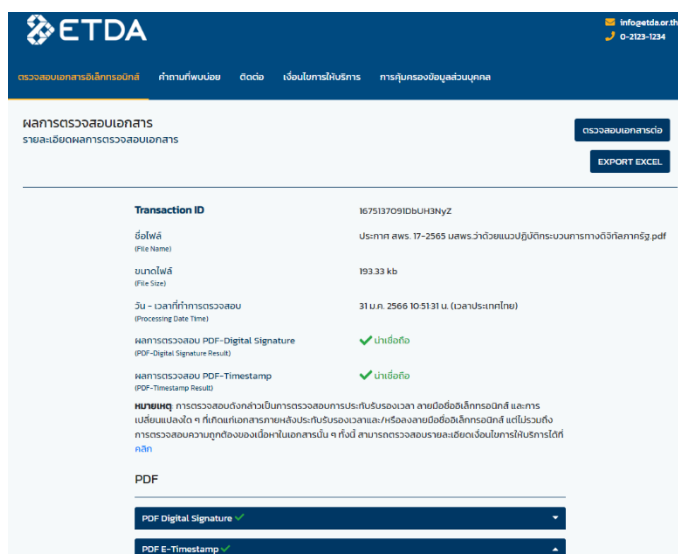 ETDA
info@etda.or.th
0-2123-1234
ตรวจสอบเอกสารอิเล็กทรอนิกส์ คำถามที่พบบ่อย ติดต่อ เงื่อนไขการให้บริการ การคุ้มครองข้อมูลส่วนบุคคล
ผลการตรวจสอบเอกสาร
รายละเอียดผลการตรวจสอบเอกสาร
ตรวจสอบเอกสารต่อ
EXPORT EXCEL
Transaction ID 1675137091DbUH3NyZ
ชื่อไฟล์ ประกาศ สพร. 17-2565 มสพร.ว่าด้วยแนวปฏิบัติกระบวนการทางดิจิทัลภาครัฐ.pdf
(File Name)
ขนาดไฟล์ 193.33 kb
(File Size)
วัน - เวลาที่ทำการตรวจสอบ 31 ม.ค. 2566 10:51:31 น. (เวลาประเทศไทย)
(Processing Date Time)
ผลการตรวจสอบ PDF-Digital Signature น่าเชื่อถือ
(PDF-Digital Signature Result)
ผลการตรวจสอบ PDF-Timestamp น่าเชื่อถือ
(PDF-Timestamp Result)
หมายเหตุ การตรวจสอบดังกล่าวเป็นการตรวจสอบการประทับรับรองเวลา ลายมือชื่ออิเล็กทรอนิกส์ และการ
เปลี่ยนแปลงใด ๆ ที่เกิดแก่เอกสารภายหลังประทับรับรองเวลาและ/หรือลงลายมือชื่ออิเล็กทรอนิกส์ แต่ไม่รวมถึง
การตรวจสอบความถูกต้องของเนื้อหาในเอกสารนั้น ๆ ทั้งนี้ สามารถตรวจสอบรายละเอียดเงื่อนไขการให้บริการได้ที่
คลิก
PDF
PDF Digital Signature
PDF E-Timestamp